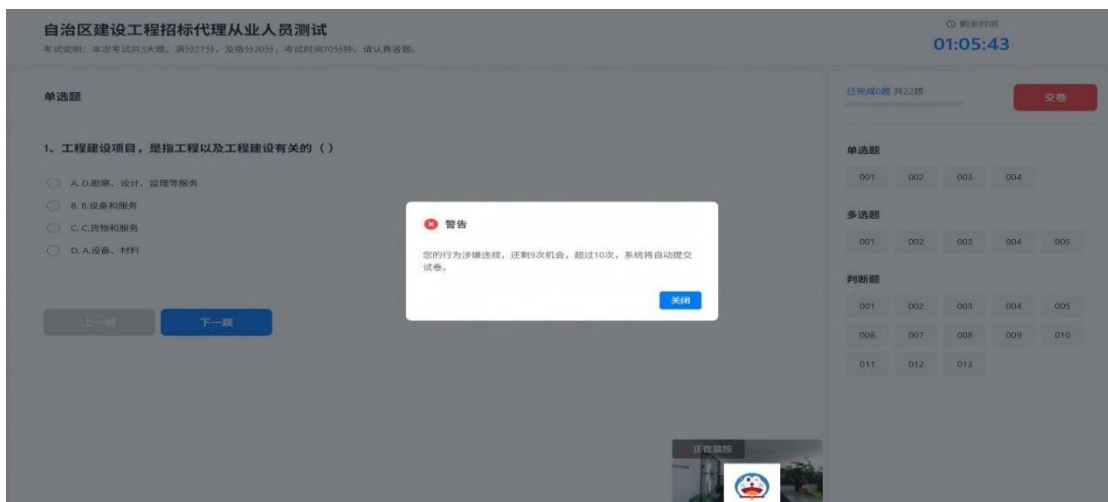 自治区建设工程招标代理从业人员测试
考试说明：本次考试共3大题，满分27分，及格分20分，考试时间70分钟，请认真答题。
剩余时间
01:05:43
单选题
1、工程建设项目，是指工程以及工程建设有关的（ ）
A. D.勘察、设计、监理等服务
B. B.设备和服务
C. C.货物和服务
D. A.设备、材料
上一题
下一题
警告
您的行为涉嫌违规，还剩9次机会，超过10次，系统将自动提交
试卷。
关闭
已完成0题 共22题
交卷
单选题
001 002 003 004
多选题
001 002 003 004 005
判断题
001 002 003 004 005
006 007 008 009 010
011 012 013
正在监控